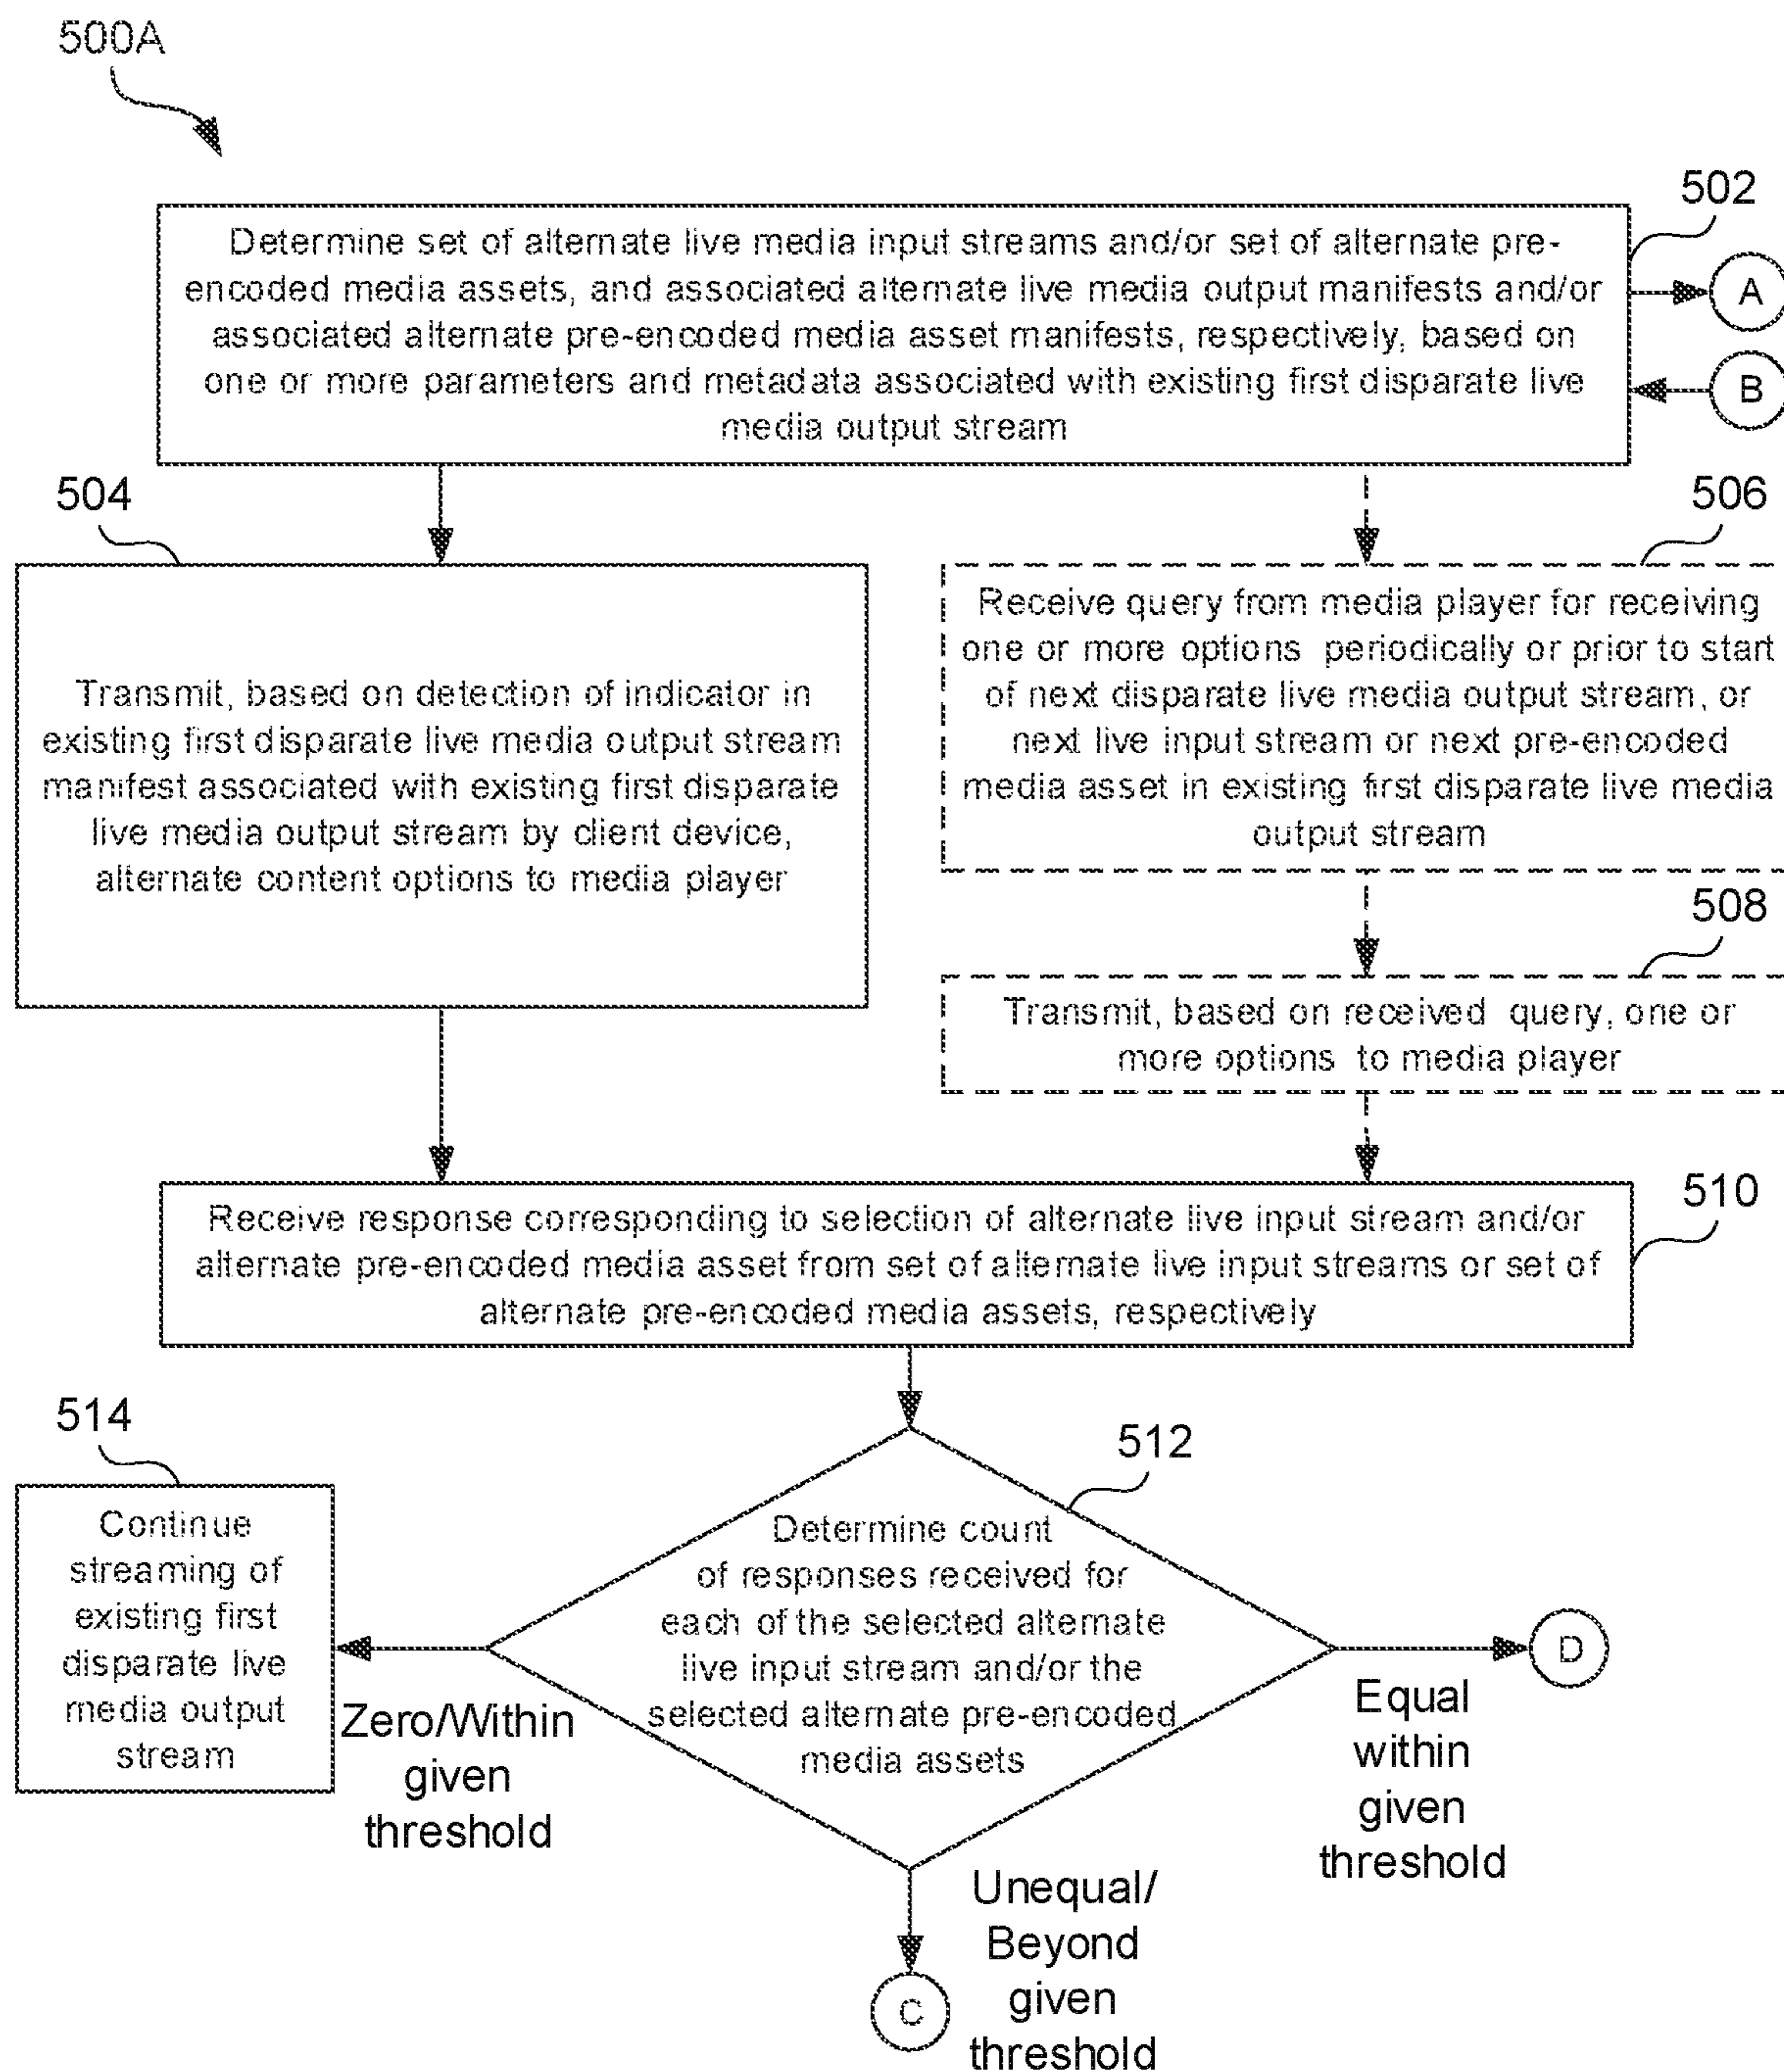 500A
502
Determine set of alternate live media input streams and/or set of alternate pre-
encoded media assets, and associated alternate live media output manifests and/or
associated alternate pre-encoded media asset manifests, respectively, based on
one or more parameters and metadata associated with existing first disparate live
media output stream
A
B
504
506
Transmit, based on detection of indicator in
existing first disparate live media output stream
manifest associated with existing first disparate
live media output stream by client device,
alternate content options to media player
Receive query from media player for receiving
one or more options periodically or prior to start
of next disparate live media output stream, or
next live input stream or next pre-encoded
media asset in existing first disparate live media
output stream
508
Transmit, based on received query, one or
more options to media player
510
Receive response corresponding to selection of alternate live input stream and/or
alternate pre-encoded media asset from set of alternate live input streams or set of
alternate pre-encoded media assets, respectively
514
512
Continue
streaming of
existing first
disparate live
media output
stream
Determine count
of responses received for
each of the selected alternate
live input stream and/or the
selected alternate pre-encoded
media assets
D
Zero/Within
given
threshold
Equal
within
given
threshold
Unequal/
Beyond
given
threshold
C